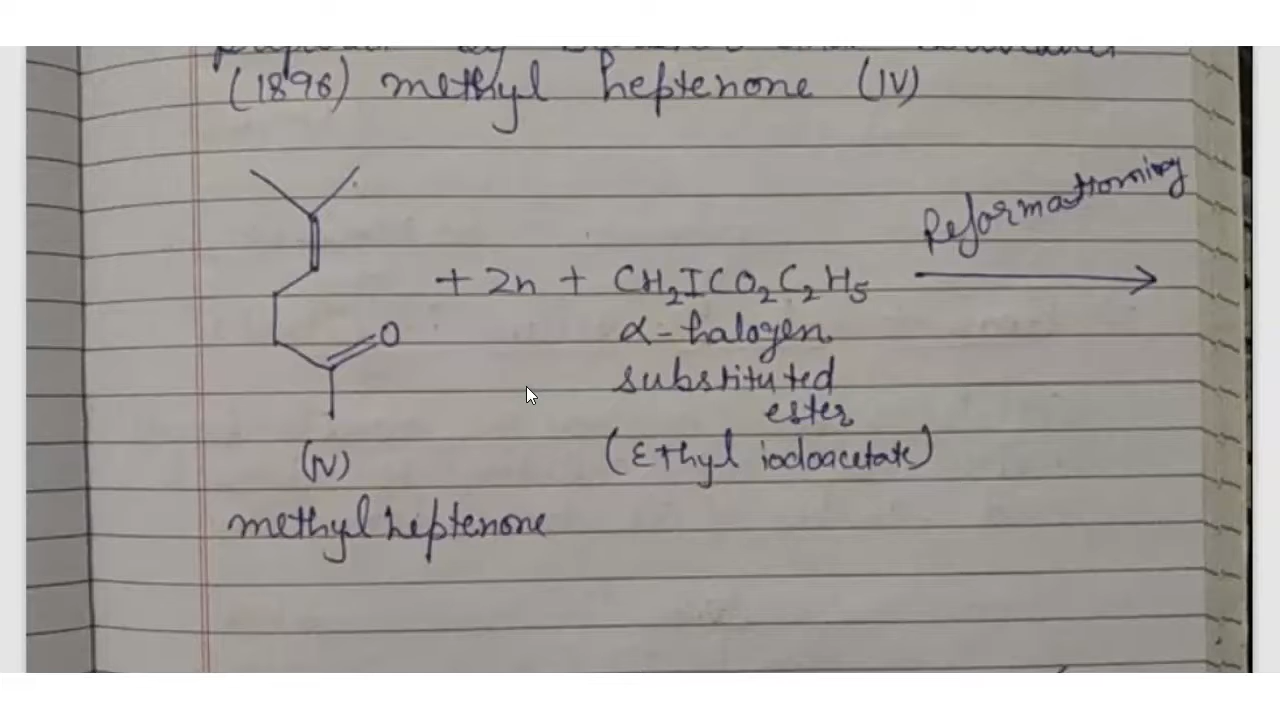 (1896) methyl heptenone (IV)
Reformatsky
O
+ Zn + CH₂ICO₂C₂H₅
α-halogen
substituted
ester
(IV)
(Ethyl iodoacetate)
methyl heptenone